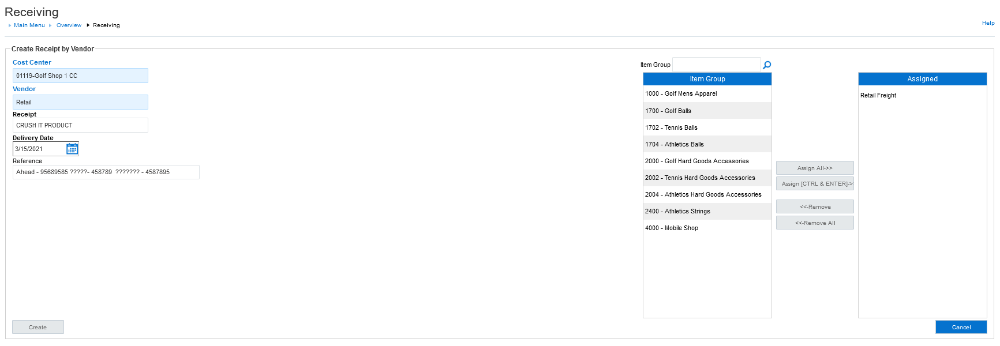 Receiving
Main Menu Overview Receiving
Help
Create Receipt by Vendor
Cost Center
01119-Golf Shop 1 CC
Vendor
Retail
Receipt
CRUSH IT PRODUCT
Delivery Date
3/15/2021
Reference
Ahead - 95689585 ?????- 458789  ??????? - 4587895
Item Group
Item Group
1000 - Golf Mens Apparel
1700 - Golf Balls
1702 - Tennis Balls
1704 - Athletics Balls
2000 - Golf Hard Goods Accessories
2002 - Tennis Hard Goods Accessories
2004 - Athletics Hard Goods Accessories
2400 - Athletics Strings
4000 - Mobile Shop
Assign All->>
Assign [CTRL & ENTER]->
<<-Remove
<<-Remove All
Assigned
Retail Freight
Create
Cancel